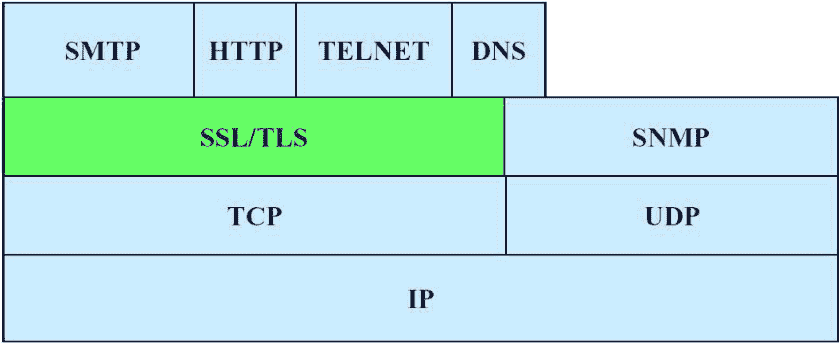 SMTP HTTP TELNET DNS
SSL/TLS SNMP
TCP UDP
IP